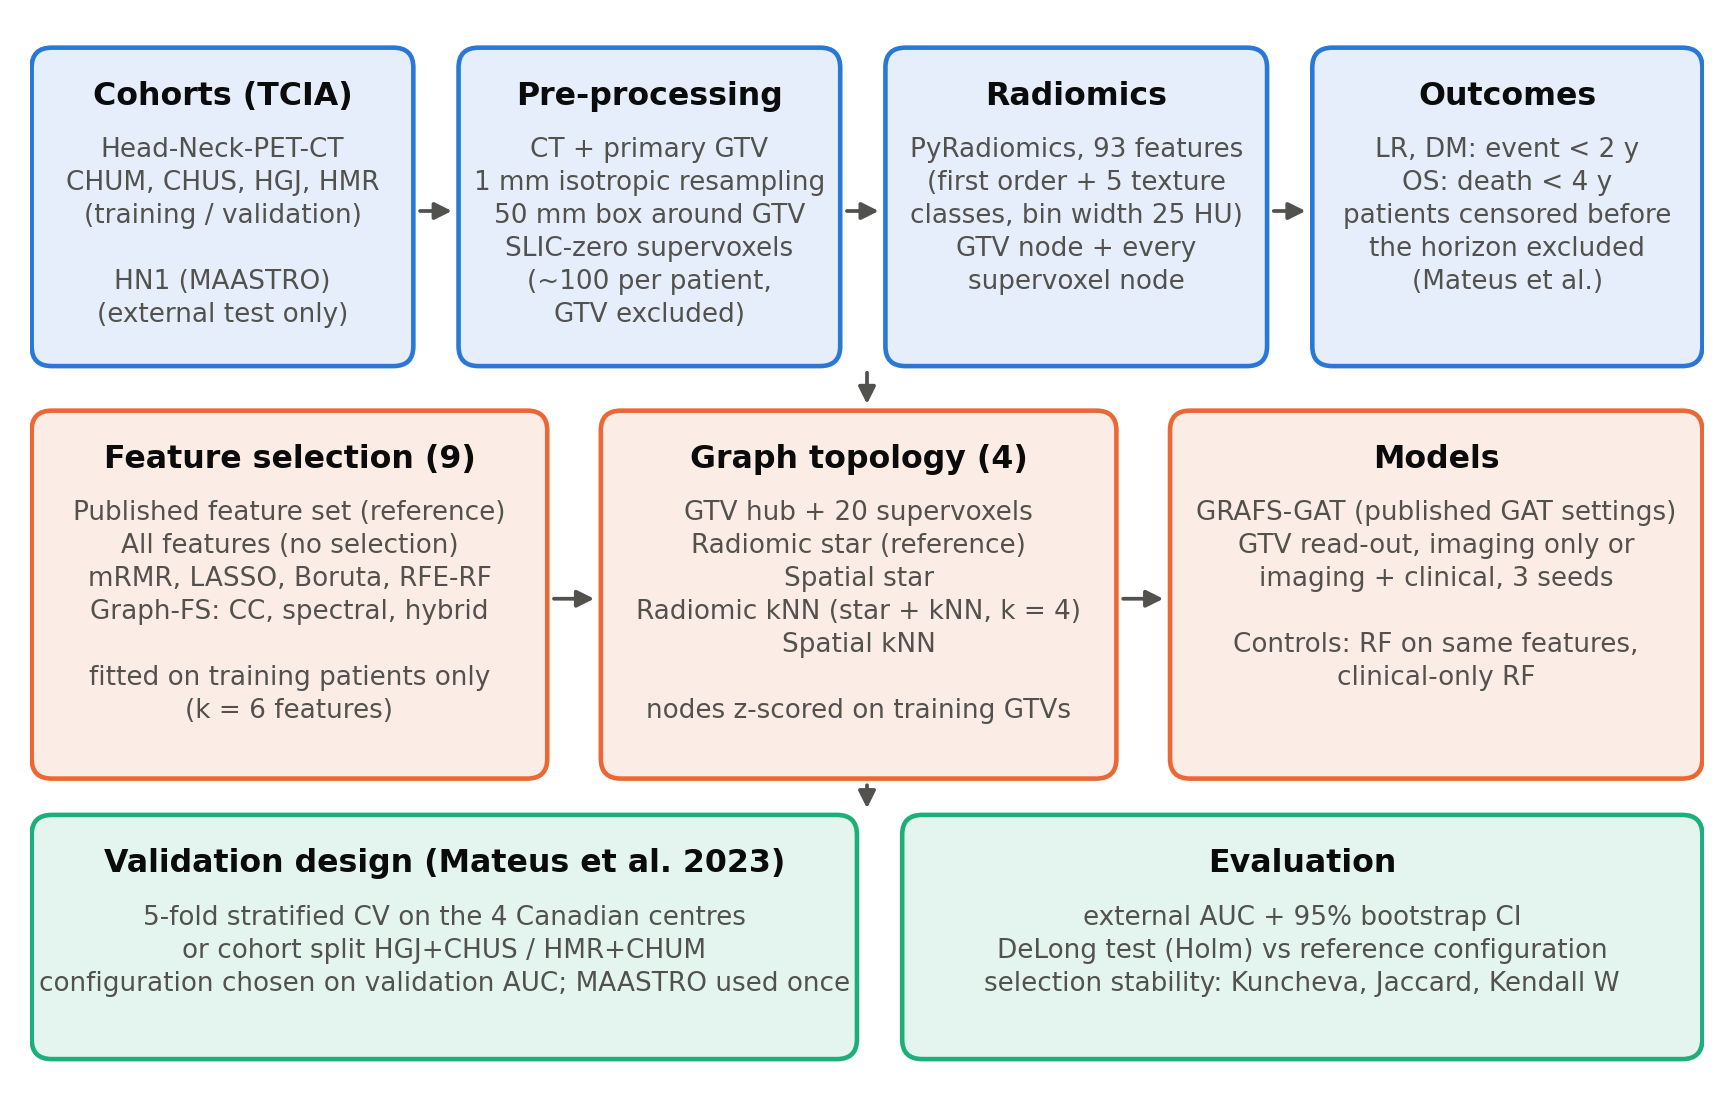 Cohorts (TCIA)
Head-Neck-PET-CT
CHUM, CHUS, HGJ, HMR
(training / validation)
HN1 (MAASTRO)
(external test only)
Pre-processing
CT + primary GTV
1 mm isotropic resampling
50 mm box around GTV
SLIC-zero supervoxels
(~100 per patient,
GTV excluded)
Radiomics
PyRadiomics, 93 features
(first order + 5 texture
classes, bin width 25 HU)
GTV node + every
supervoxel node
Outcomes
LR, DM: event < 2 y
OS: death < 4 y
patients censored before
the horizon excluded
(Mateus et al.)
Feature selection (9)
Published feature set (reference)
All features (no selection)
mRMR, LASSO, Boruta, RFE-RF
Graph-FS: CC, spectral, hybrid
fitted on training patients only
(k = 6 features)
Graph topology (4)
GTV hub + 20 supervoxels
Radiomic star (reference)
Spatial star
Radiomic kNN (star + kNN, k = 4)
Spatial kNN
nodes z-scored on training GTVs
Models
GRAFS-GAT (published GAT settings)
GTV read-out, imaging only or
imaging + clinical, 3 seeds
Controls: RF on same features,
clinical-only RF
Validation design (Mateus et al. 2023)
5-fold stratified CV on the 4 Canadian centres
or cohort split HGJ+CHUS / HMR+CHUM
configuration chosen on validation AUC; MAASTRO used once
Evaluation
external AUC + 95% bootstrap CI
DeLong test (Holm) vs reference configuration
selection stability: Kuncheva, Jaccard, Kendall W